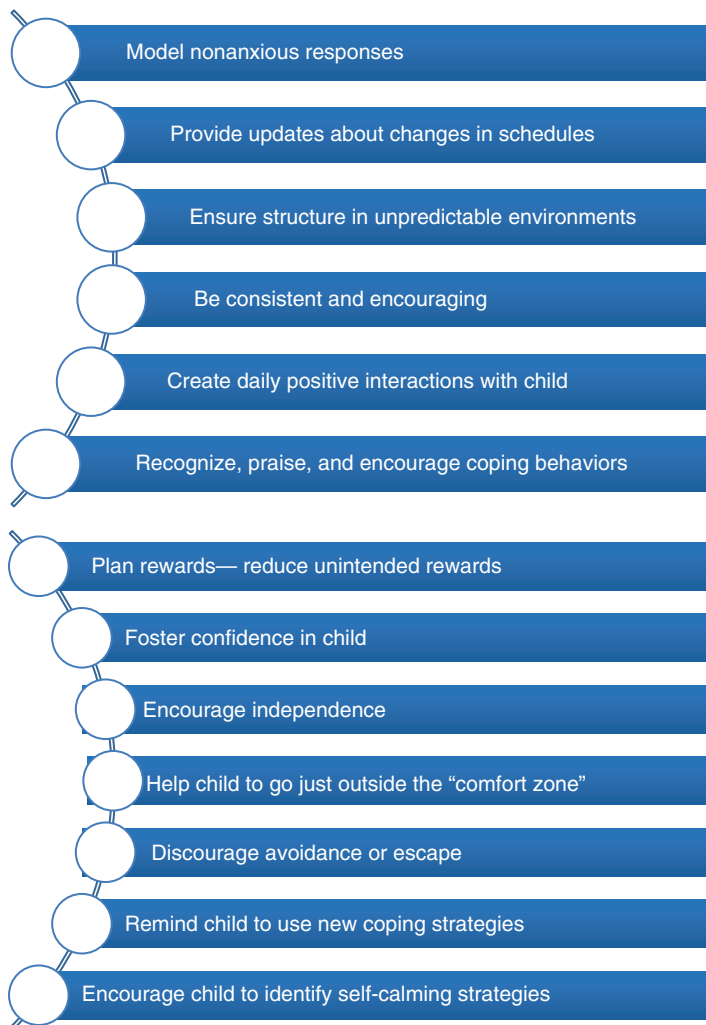 Model nonanxious responses
Provide updates about changes in schedules
Ensure structure in unpredictable environments
Be consistent and encouraging
Create daily positive interactions with child
Recognize, praise, and encourage coping behaviors
Plan rewards— reduce unintended rewards
Foster confidence in child
Encourage independence
Help child to go just outside the “comfort zone”
Discourage avoidance or escape
Remind child to use new coping strategies
Encourage child to identify self-calming strategies